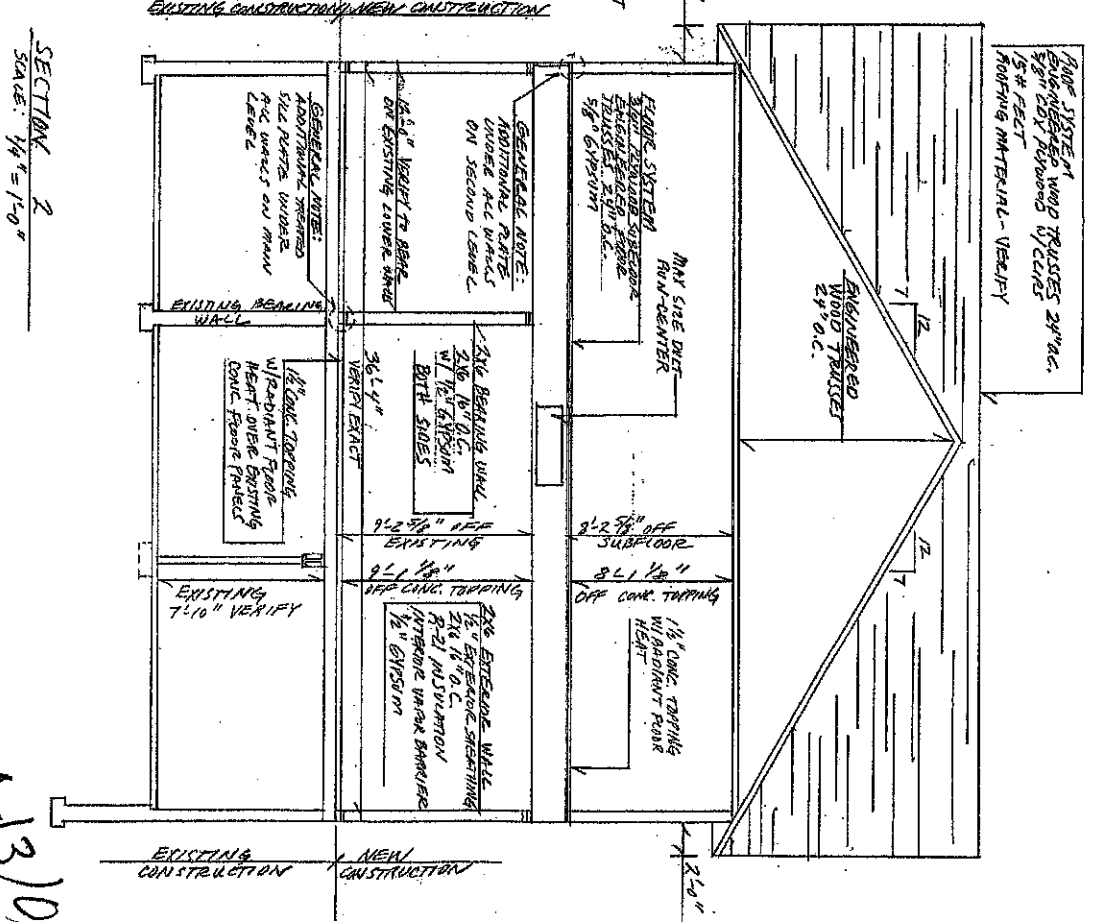 EXISTING CONSTRUCTION NEW CONSTRUCTION
ROOF SYSTEM
ENGINEERED WOOD TRUSSES 24" O.C.
5/8" CDX PLYWOOD W/CLIPS
15# FELT
ROOFING MATERIAL - VERIFY
12
7
ENGINEERED
WOOD TRUSSES
24" O.C.
12
7
2'-0"
FLOOR SYSTEM
3/4" PLYWOOD SUBFLOOR
ENGINEERED FLOOR
TRUSSES 24" O.C.
5/8" GYPSUM
MAX SIZE DUCT
RUN-CENTER
8'-2 5/8" OFF
SUBFLOOR
8'-1 1/8"
OFF CONC. TOPPING
1 1/2" CONC. TOPPING
W/ RADIANT FLOOR
HEAT
GENERAL NOTE:
ADDITIONAL PLATE
UNDER ALL WALLS
ON SECOND LEVEL
VERIFY TO BEAR
ON EXISTING LOWER WALLS
2X6 BEARING WALL
2X6 16" O.C.
W/ 1/2" GYPSUM
BOTH SIDES
36'-4"
VERIFY EXACT
9'-2 5/8" OFF
EXISTING
9'-1 1/8"
OFF CONC. TOPPING
2X6 EXTERIOR WALL
1/2" EXTERIOR SHEATHING
2X6 16" O.C.
R-21 INSULATION
INTERIOR VAPOR BARRIER
1/2" GYPSUM
GENERAL NOTE:
ADDITIONAL TREATED
SILL PLATE UNDER
ALL WALLS ON MAIN
LEVEL
EXISTING BEARING
WALL
1 1/2" CONC. TOPPING
W/RADIANT FLOOR
HEAT OVER EXISTING
CONC. FLOOR PANELS
EXISTING
7'-10" VERIFY
EXISTING
CONSTRUCTION
NEW
CONSTRUCTION
SECTION 2
SCALE: 1/4" = 1'-0"